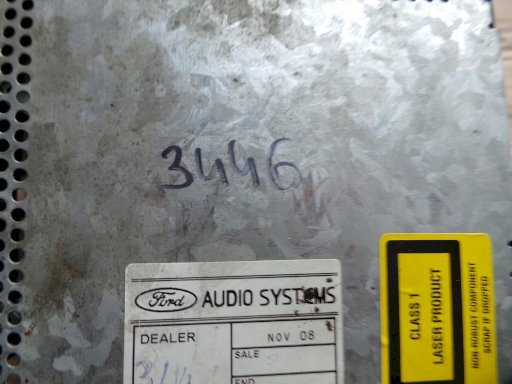 3446
Ford AUDIO SYSTEMS
DEALER
NOV 08
SALE
END
CLASS 1
LASER PRODUCT
NON-ROBUST COMPONENT
SCRAP IF DROPPED